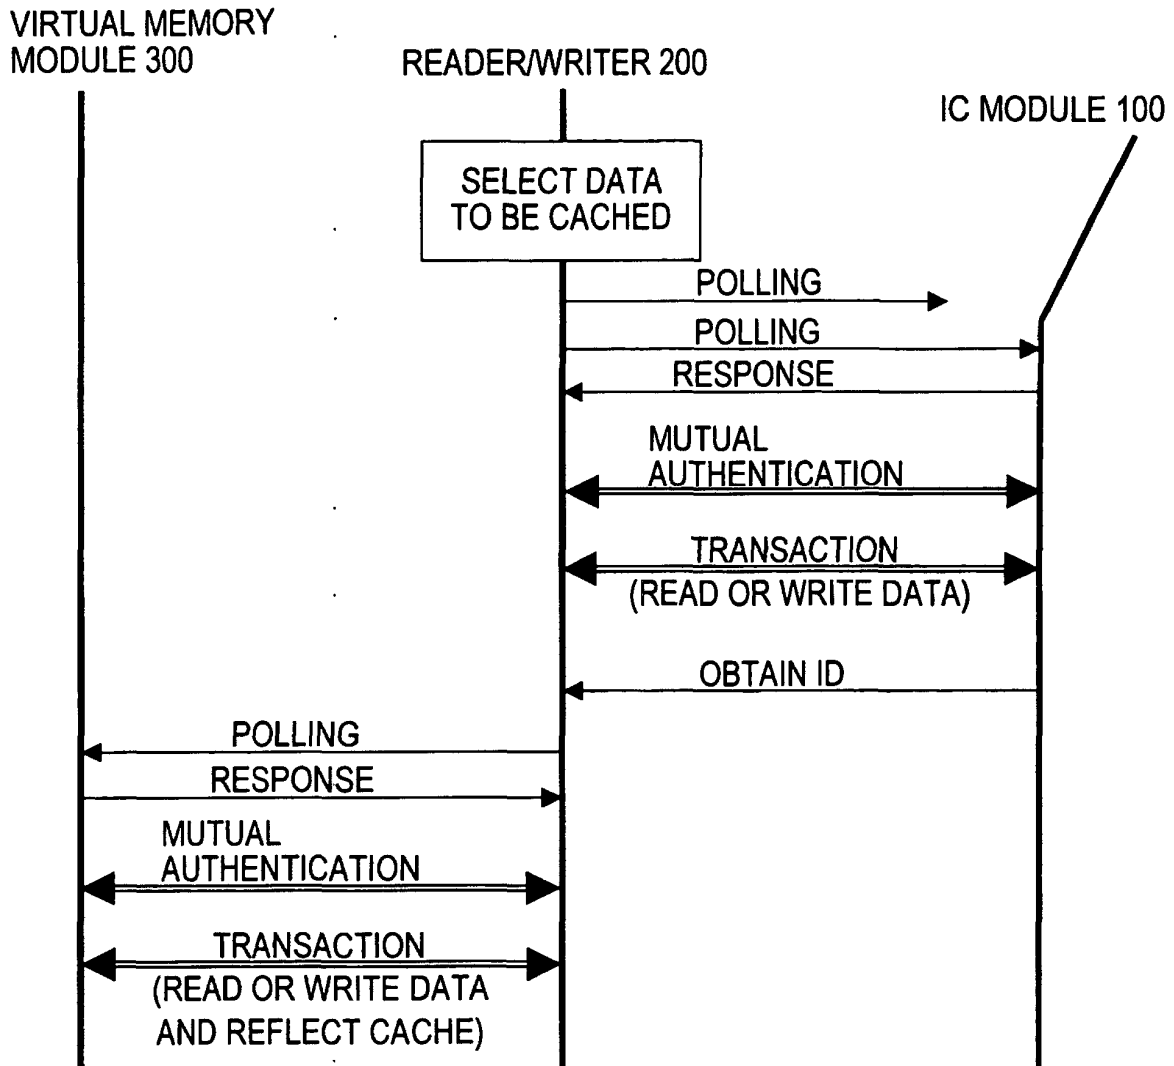 VIRTUAL MEMORY
MODULE 300
READER/WRITER 200
IC MODULE 100
SELECT DATA
TO BE CACHED
POLLING
POLLING
RESPONSE
MUTUAL
AUTHENTICATION
TRANSACTION
(READ OR WRITE DATA)
OBTAIN ID
POLLING
RESPONSE
MUTUAL
AUTHENTICATION
TRANSACTION
(READ OR WRITE DATA
AND REFLECT CACHE)